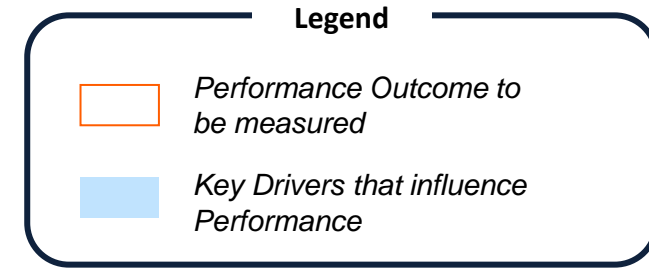 Legend
Performance Outcome to
be measured
Key Drivers that influence
Performance